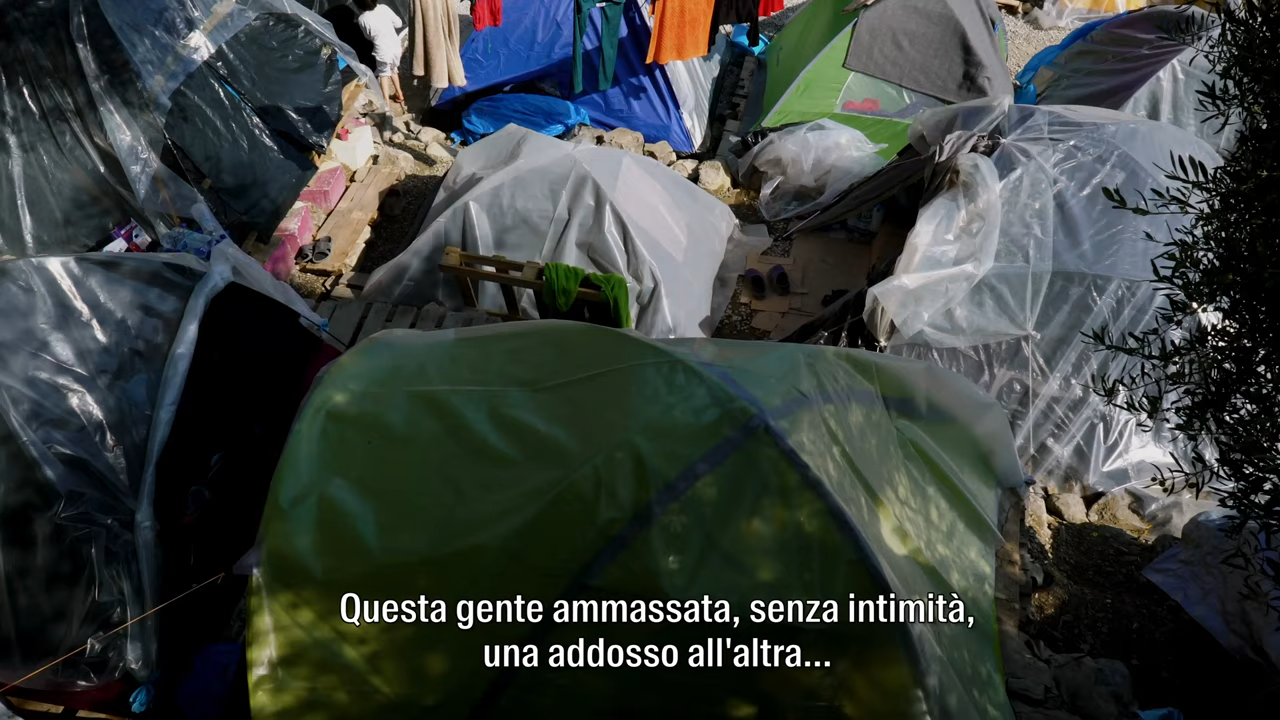 Questa gente ammassata, senza intimità,
una addosso all'altra...